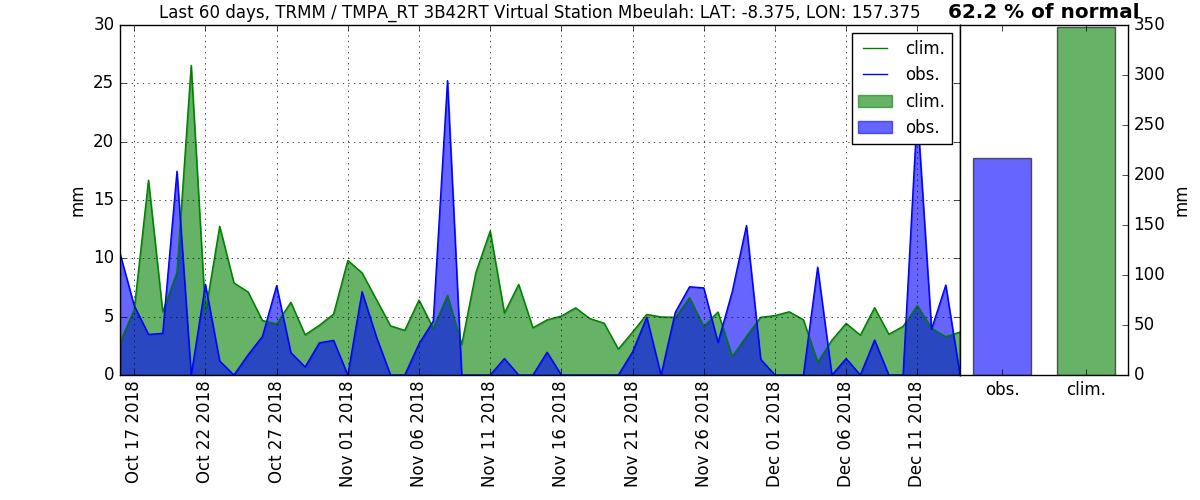 Last 60 days, TRMM / TMPA_RT 3B42RT Virtual Station Mbeulah: LAT: -8.375, LON: 157.375
62.2 % of normal
30
25
20
15
10
5
0
mm
clim.
obs.
clim.
obs.
350
300
250
200
150
100
50
0
mm
Oct 17 2018
Oct 22 2018
Oct 27 2018
Nov 01 2018
Nov 06 2018
Nov 11 2018
Nov 16 2018
Nov 21 2018
Nov 26 2018
Dec 01 2018
Dec 06 2018
Dec 11 2018
obs.
clim.